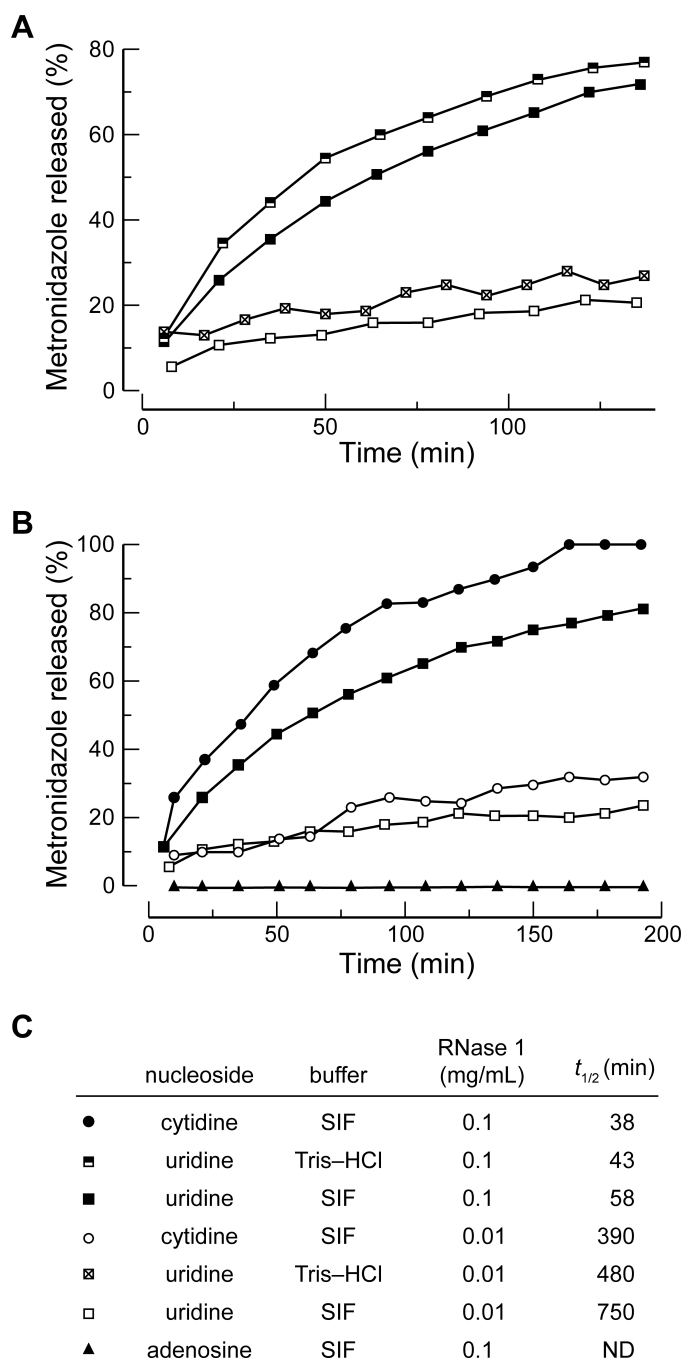 A
Metronidazole released (%)
80
60
40
20
0
0 50 100
Time (min)
B
Metronidazole released (%)
100
80
60
40
20
0
0 50 100 150 200
Time (min)
C
nucleoside buffer RNase 1 (mg/mL) t1/2 (min)
cytidine SIF 0.1 38
uridine Tris–HCl 0.1 43
uridine SIF 0.1 58
cytidine SIF 0.01 390
uridine Tris–HCl 0.01 480
uridine SIF 0.01 750
adenosine SIF 0.1 ND